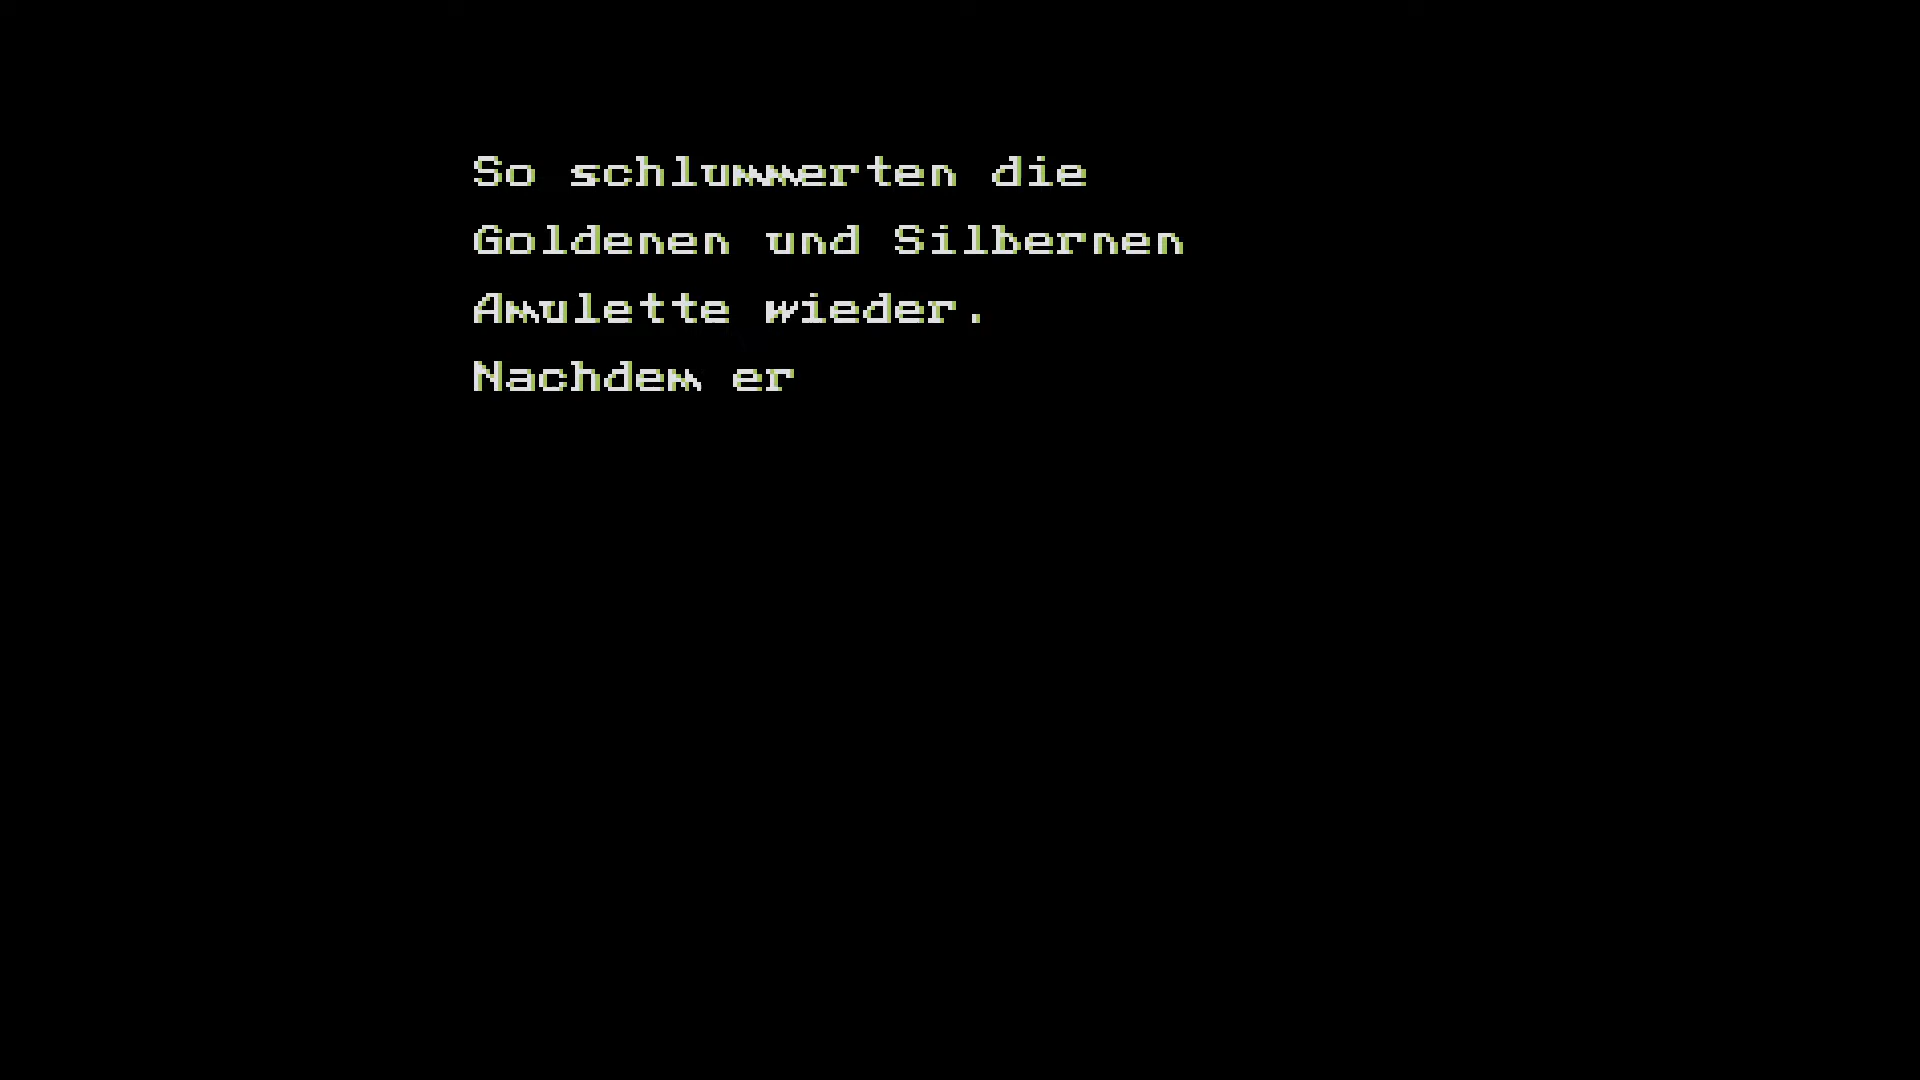 So schlummerten die
Goldenen und Silbernen
Amulette wieder.
Nachdem er